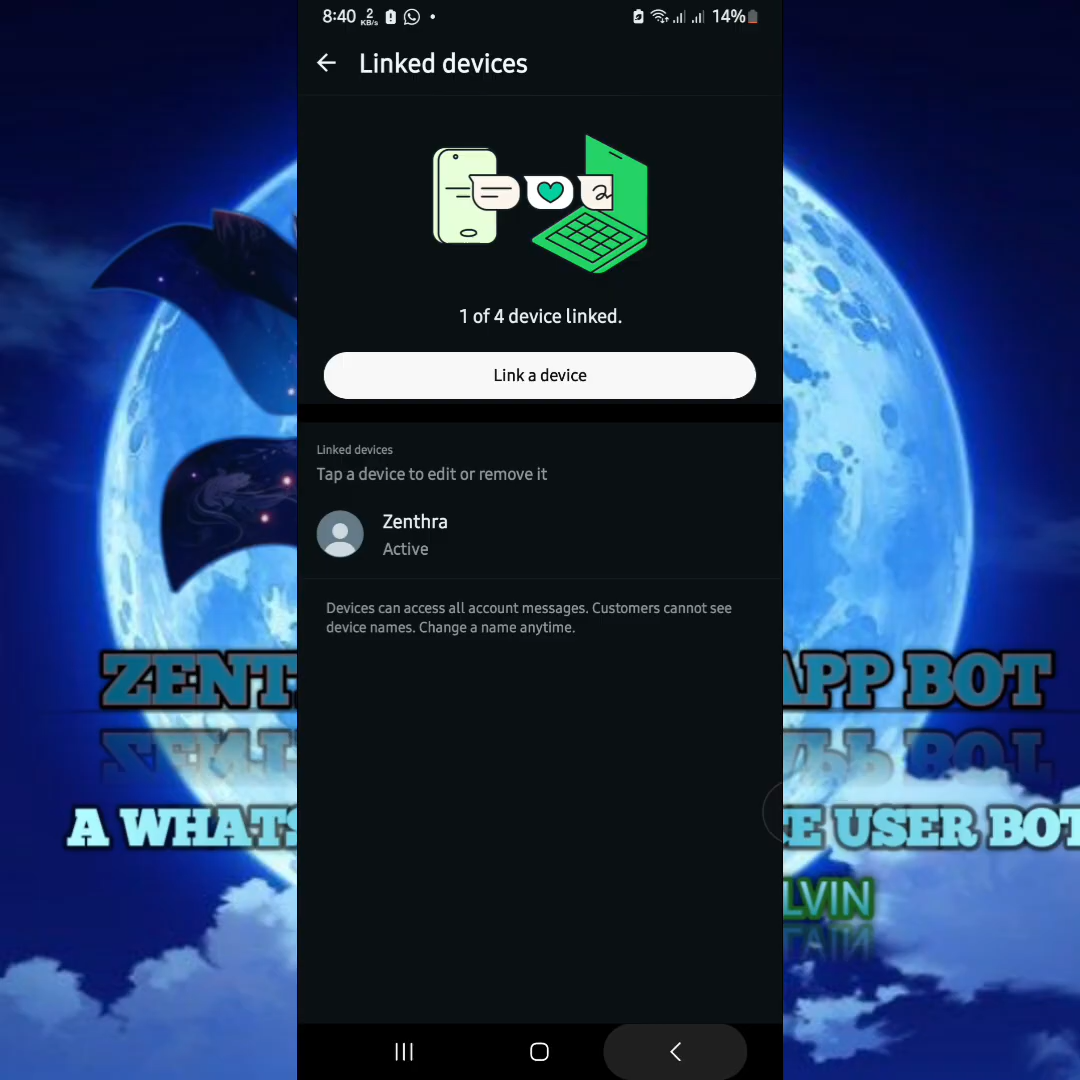 8:40 2 KB/s 14%
Linked devices
1 of 4 device linked.
Link a device
Linked devices
Tap a device to edit or remove it
Zenthra
Active
Devices can access all account messages. Customers cannot see
device names. Change a name anytime.
ZENT APP BOT
A WHATS E USER BOT
LVIN